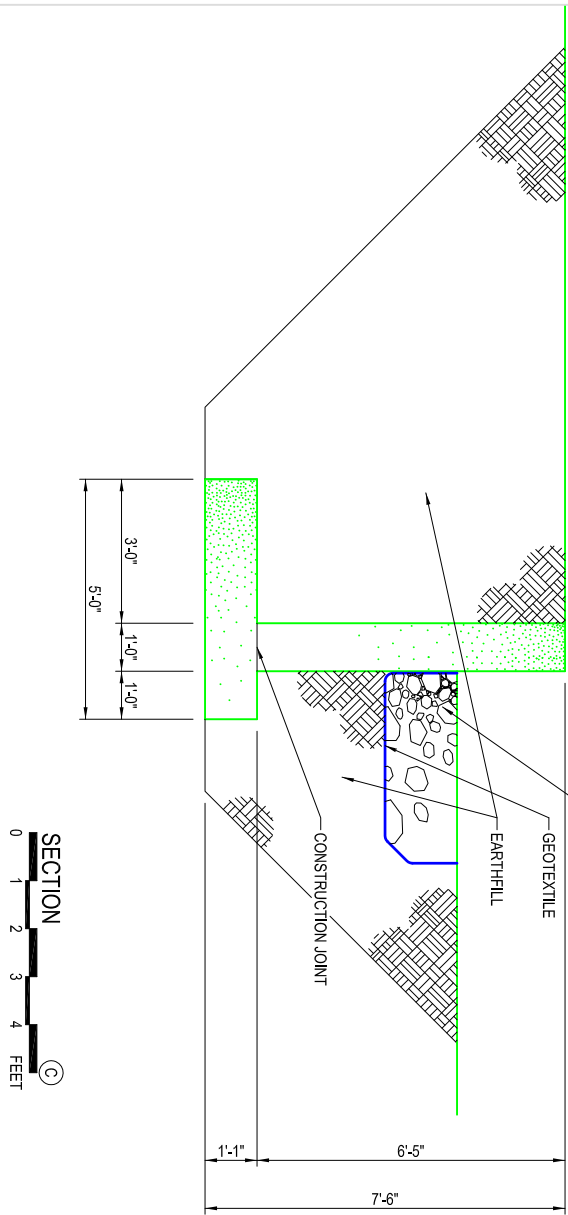 GEOTEXTILE
EARTHFILL
CONSTRUCTION JOINT
7'-6"
6'-5"
1'-1"
3'-0"
1'-0"
1'-0"
5'-0"
SECTION
C
0 1 2 3 4 FEET